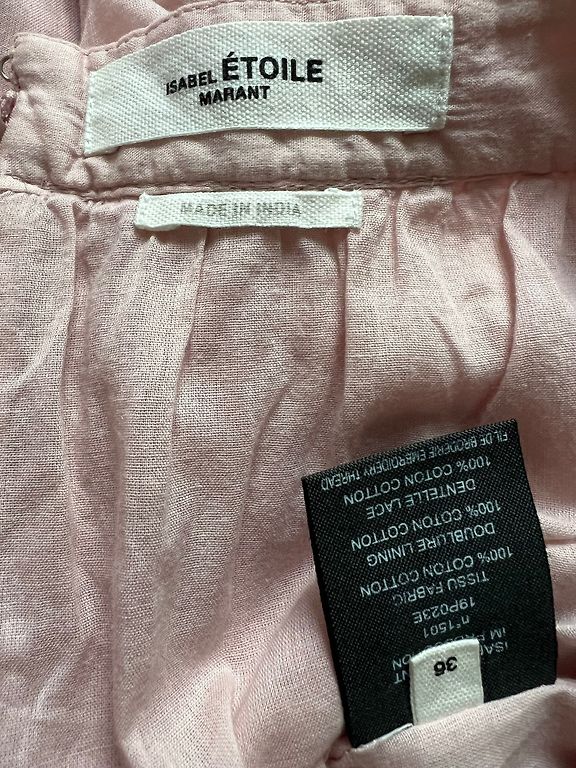 ISABEL ÉTOILE
MARANT
MADE IN INDIA
36
n°1501
19P023E
TISSU FABRIC
100% COTON COTTON
DOUBLURE LINING
100% COTON COTTON
DENTELLE LACE
100% COTON COTTON
FIL DE BRODERIE EMBROIDERY THREAD